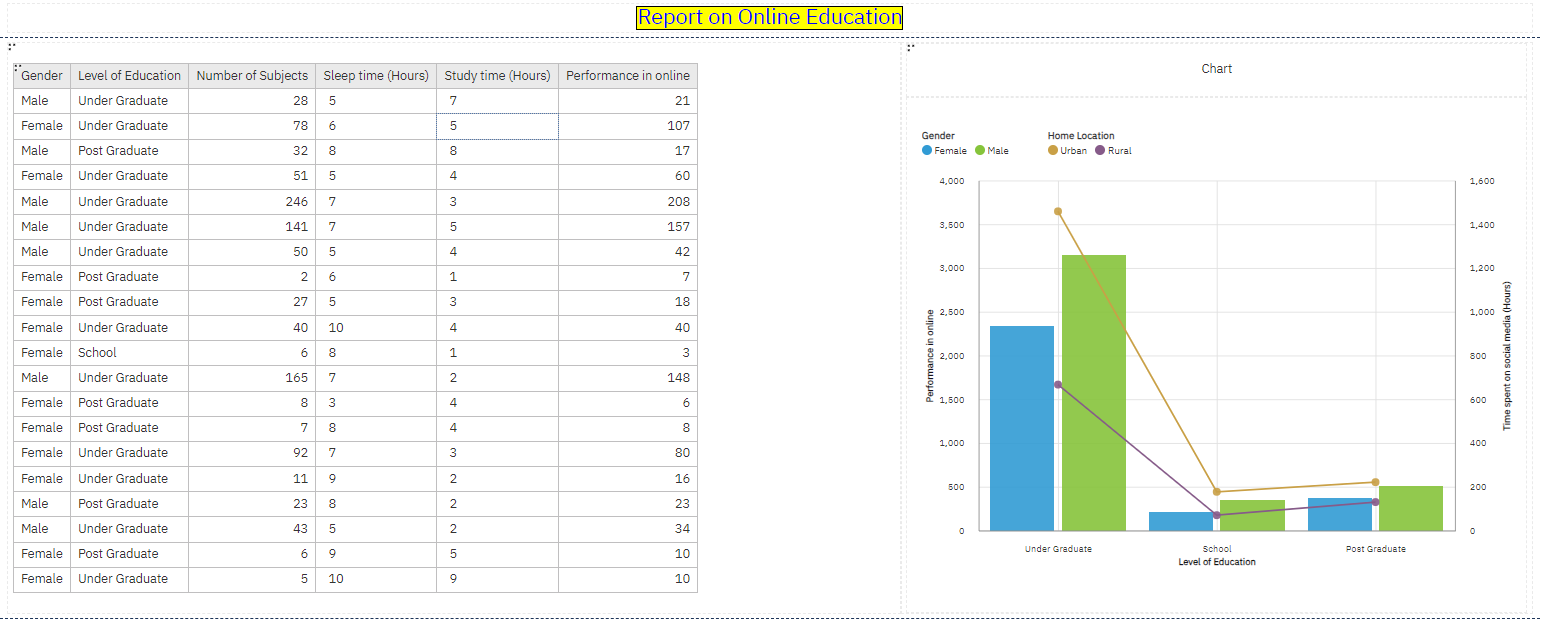 Report on Online Education
Gender Level of Education Number of Subjects Sleep time (Hours) Study time (Hours) Performance in online
Male Under Graduate 28 5 7 21
Female Under Graduate 78 6 5 107
Male Post Graduate 32 8 8 17
Female Under Graduate 51 5 4 60
Male Under Graduate 246 7 3 208
Male Under Graduate 141 7 5 157
Male Under Graduate 50 5 4 42
Female Post Graduate 2 6 1 7
Female Post Graduate 27 5 3 18
Female Under Graduate 40 10 4 40
Female School 6 8 1 3
Male Under Graduate 165 7 2 148
Female Post Graduate 8 3 4 6
Female Post Graduate 7 8 4 8
Female Under Graduate 92 7 3 80
Female Under Graduate 11 9 2 16
Male Post Graduate 23 8 2 23
Male Under Graduate 43 5 2 34
Female Post Graduate 6 9 5 10
Female Under Graduate 5 10 9 10
Chart
Gender Home Location
Female Male Urban Rural
4,000 1,600
3,500 1,400
3,000 1,200
2,500 1,000
2,000 800
1,500 600
1,000 400
500 200
0 0
Performance in online
Time spent on social media (Hours)
Under Graduate School Post Graduate
Level of Education